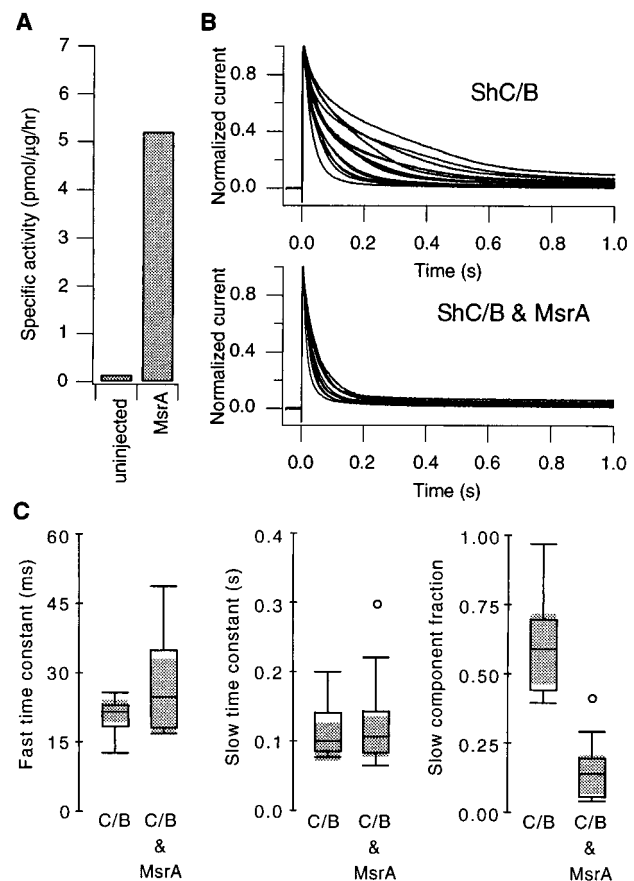 A
Specific activity (pmol/μg/hr)
7
6
5
4
3
2
1
0
uninjected
MsrA
B
Normalized current
0.8
0.4
0.0
ShC/B
0.0 0.2 0.4 0.6 0.8 1.0
Time (s)
Normalized current
0.8
0.4
0.0
ShC/B & MsrA
0.0 0.2 0.4 0.6 0.8 1.0
Time (s)
C
Fast time constant (ms)
60
45
30
15
0
C/B C/B
&
MsrA
Slow time constant (s)
0.4
0.3
0.2
0.1
0.0
C/B C/B
&
MsrA
Slow component fraction
1.00
0.75
0.50
0.25
0.00
C/B C/B
&
MsrA